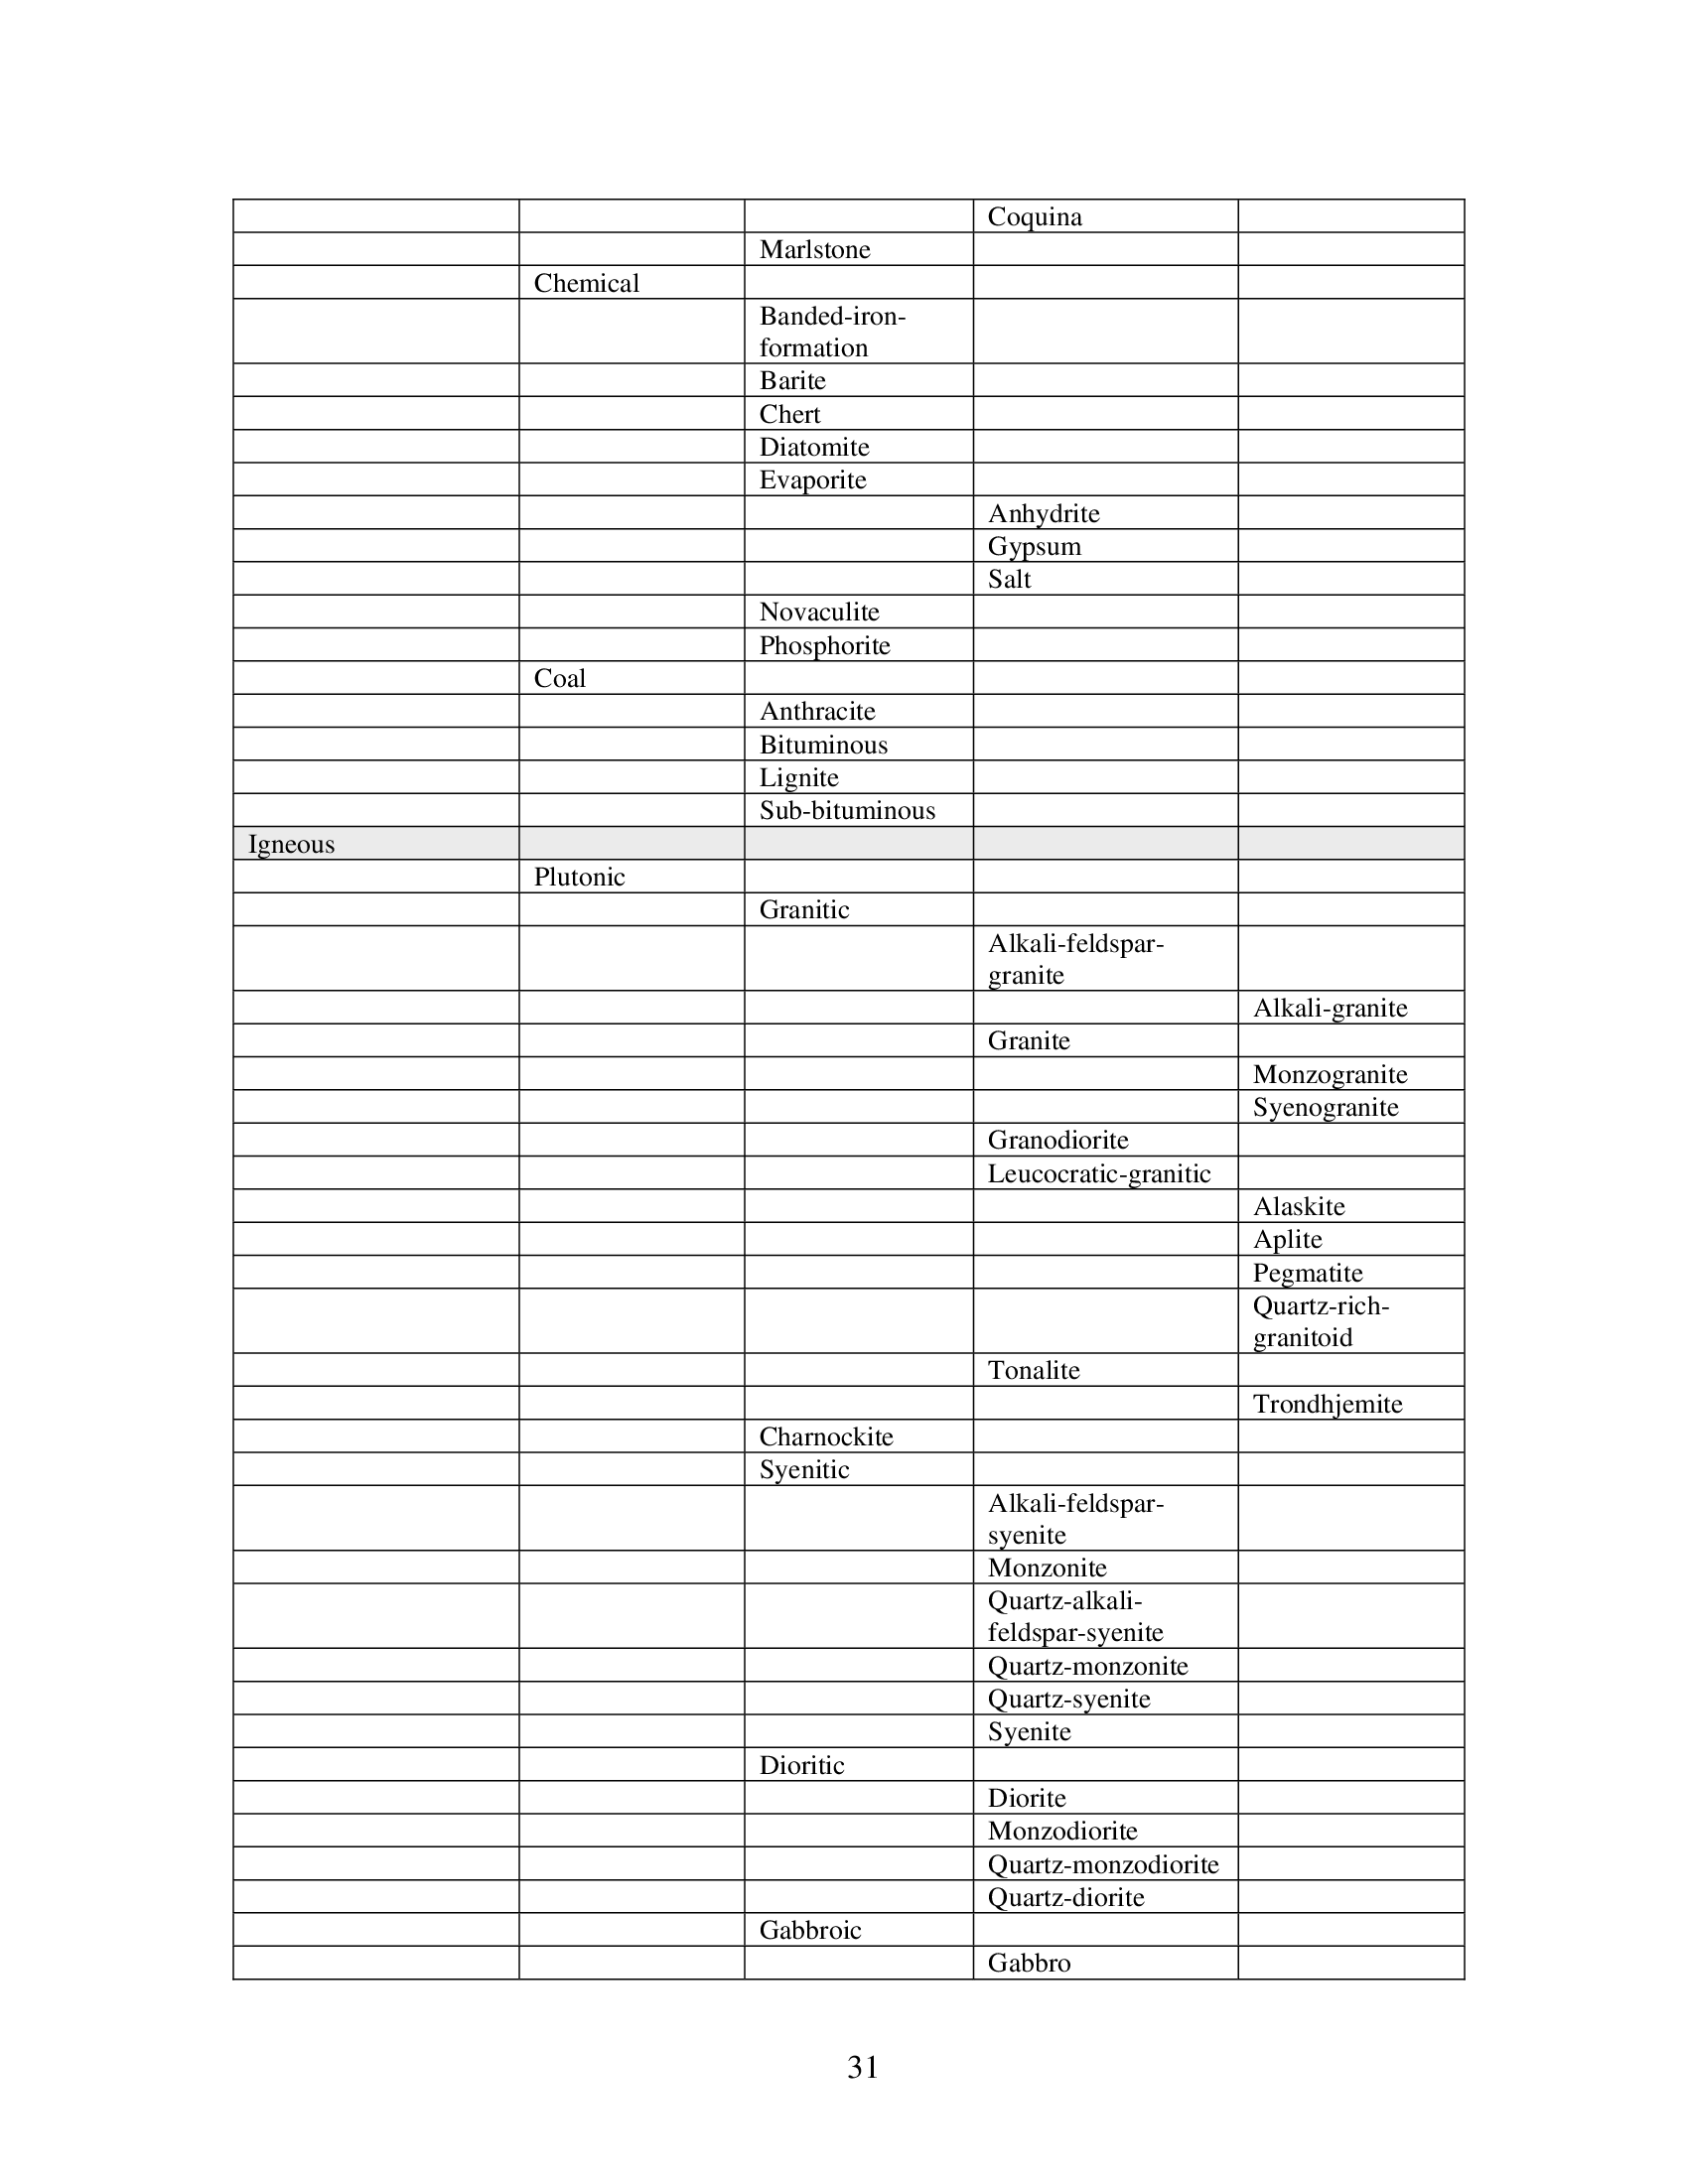 Coquina
Marlstone
Chemical
Banded-iron-
formation
Barite
Chert
Diatomite
Evaporite
Anhydrite
Gypsum
Salt
Novaculite
Phosphorite
Coal
Anthracite
Bituminous
Lignite
Sub-bituminous
Igneous
Plutonic
Granitic
Alkali-feldspar-
granite
Alkali-granite
Granite
Monzogranite
Syenogranite
Granodiorite
Leucocratic-granitic
Alaskite
Aplite
Pegmatite
Quartz-rich-
granitoid
Tonalite
Trondhjemite
Charnockite
Syenitic
Alkali-feldspar-
syenite
Monzonite
Quartz-alkali-
feldspar-syenite
Quartz-monzonite
Quartz-syenite
Syenite
Dioritic
Diorite
Monzodiorite
Quartz-monzodiorite
Quartz-diorite
Gabbroic
Gabbro
31